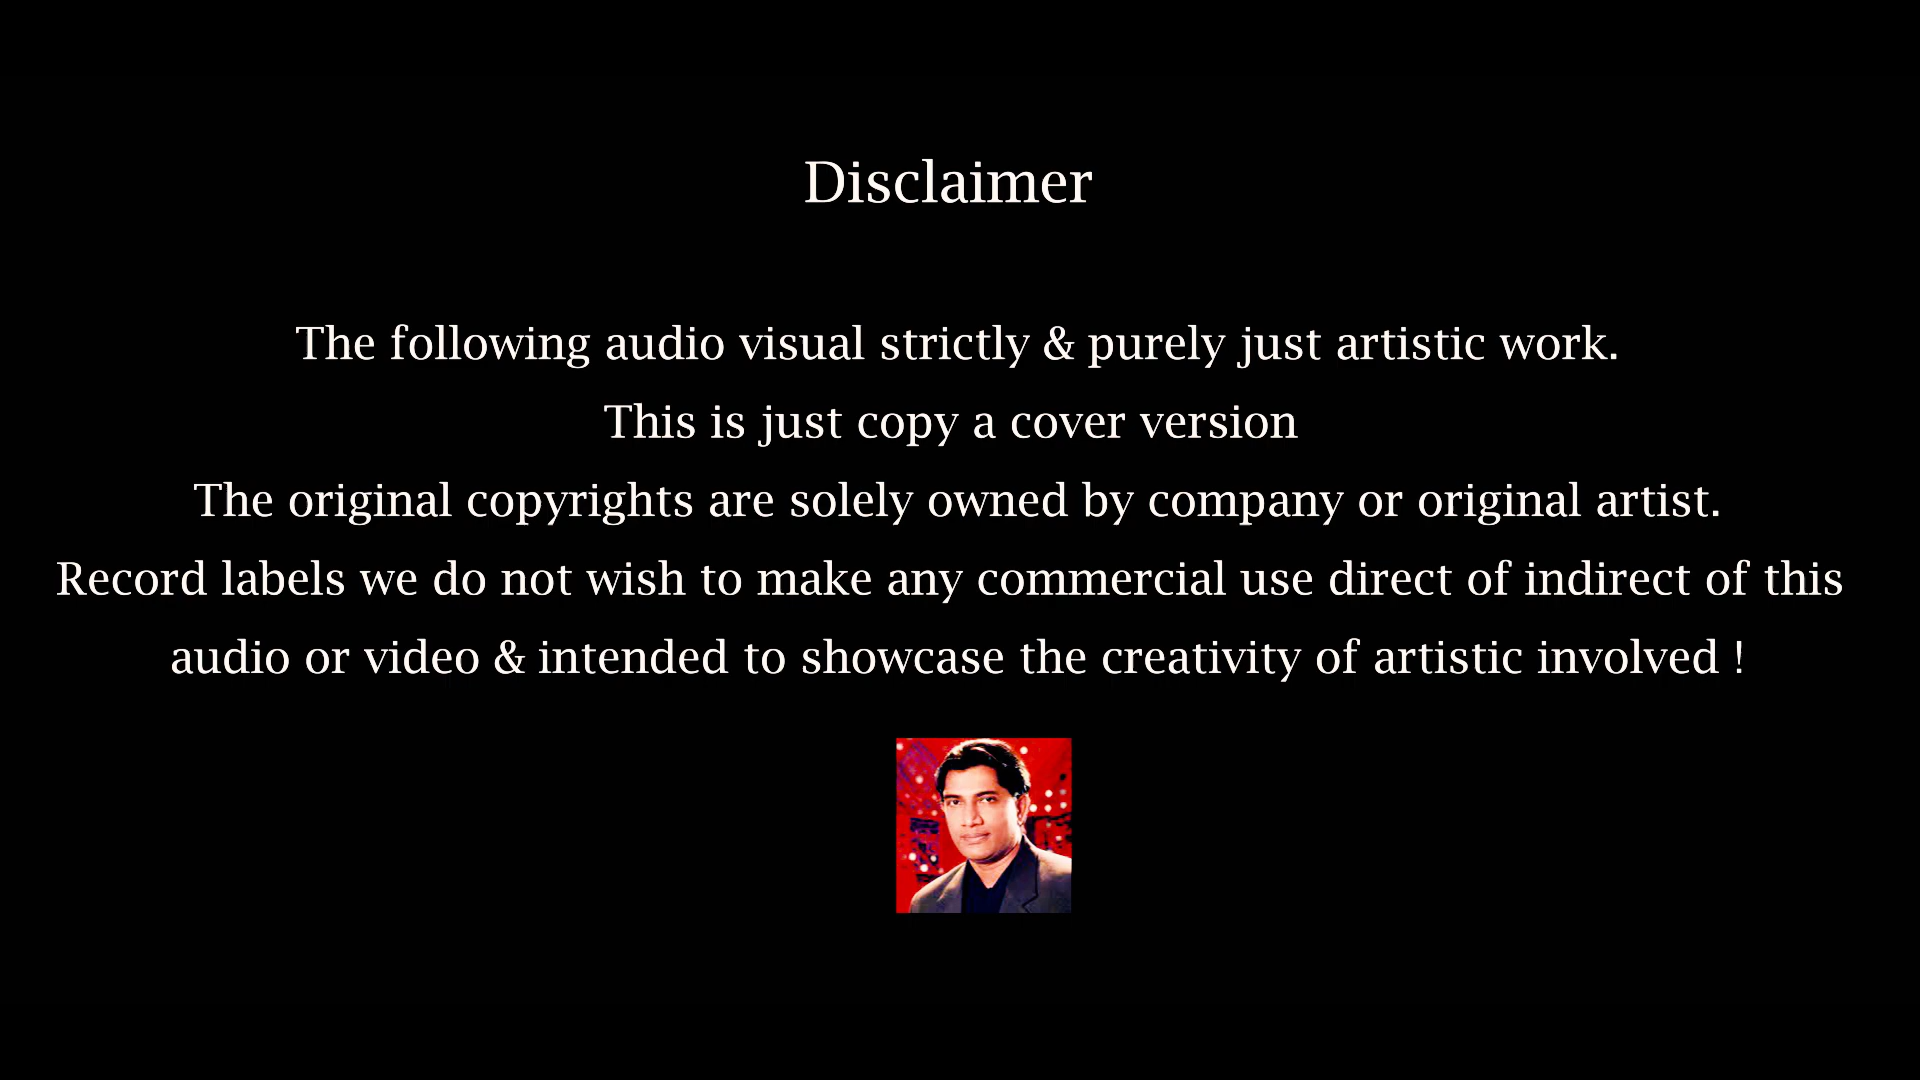 Disclaimer
The following audio visual strictly & purely just artistic work.
This is just copy a cover version
The original copyrights are solely owned by company or original artist.
Record labels we do not wish to make any commercial use direct of indirect of this
audio or video & intended to showcase the creativity of artistic involved !